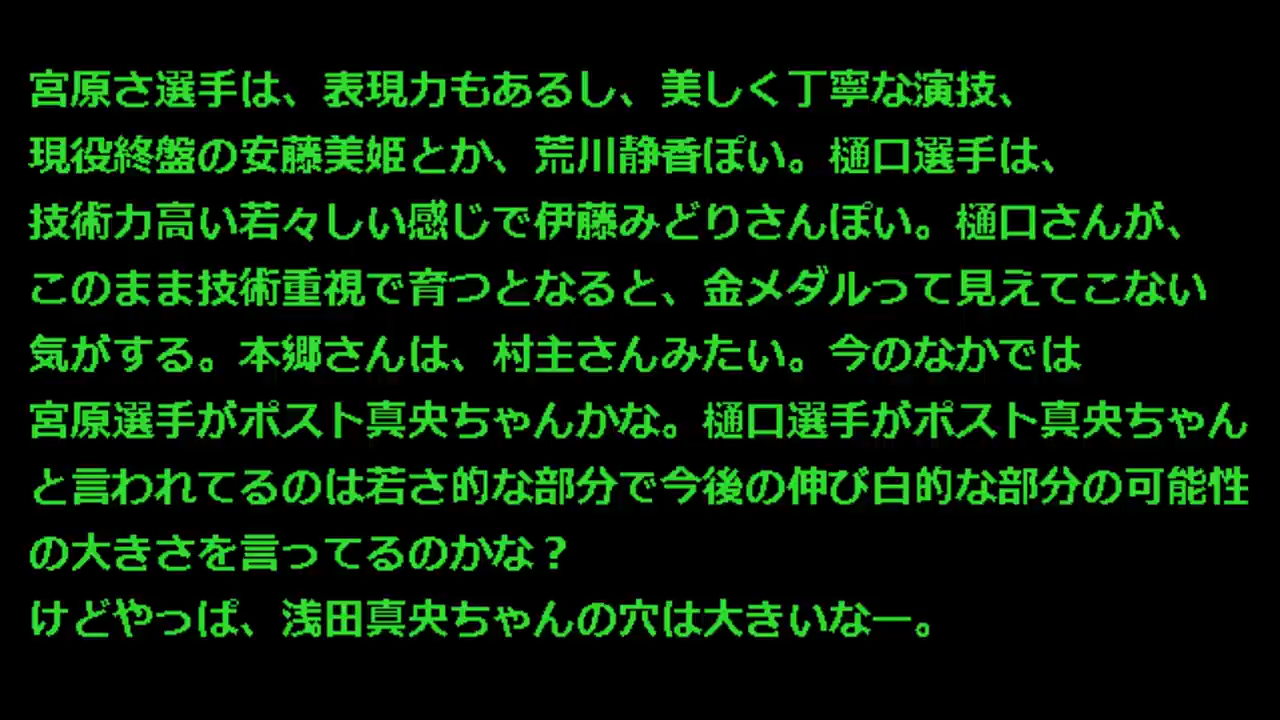 宮原さ選手は、表現力もあるし、美しく丁寧な演技、
現役終盤の安藤美姫とか、荒川静香ぽい。樋口選手は、
技術力高い若々しい感じで伊藤みどりさんぽい。樋口さんが、
このまま技術重視で育つとなると、金メダルって見えてこない
気がする。本郷さんは、村主さんみたい。今のなかでは
宮原選手がポスト真央ちゃんかな。樋口選手がポスト真央ちゃん
と言われてるのは若さ的な部分で今後の伸び白的な部分の可能性
の大きさを言ってるのかな？
けどやっぱ、浅田真央ちゃんの穴は大きいなー。